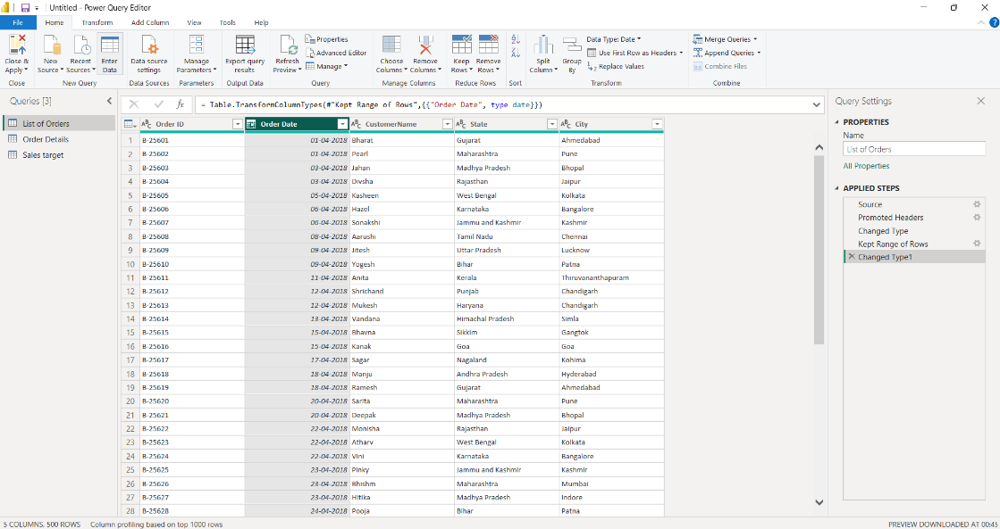 Untitled - Power Query Editor
File Home Transform Add Column View Tools Help
Close & Apply
New Source
Recent Sources
Enter Data
Data source settings
Manage Parameters
Export query results
Refresh Preview
Properties
Advanced Editor
Manage
Choose Columns
Remove Columns
Keep Rows
Remove Rows
Split Column
Group By
Data Type: Date
Use First Row as Headers
Replace Values
Merge Queries
Append Queries
Combine Files
Close New Query Data Sources Parameters Output Data Query Manage Columns Reduce Rows Sort Transform Combine
Queries [3]
List of Orders
Order Details
Sales target
= Table.TransformColumnTypes(#"Kept Range of Rows",{{"Order Date", type date}})
Order ID Order Date CustomerName State City
1 B-25601 01-04-2018 Bharat Gujarat Ahmedabad
2 B-25602 01-04-2018 Pearl Maharashtra Pune
3 B-25603 03-04-2018 Jahan Madhya Pradesh Bhopal
4 B-25604 03-04-2018 Divsha Rajasthan Jaipur
5 B-25605 05-04-2018 Kasheen West Bengal Kolkata
6 B-25606 06-04-2018 Hazel Karnataka Bangalore
7 B-25607 06-04-2018 Sonakshi Jammu and Kashmir Kashmir
8 B-25608 08-04-2018 Aarushi Tamil Nadu Chennai
9 B-25609 09-04-2018 Jitesh Uttar Pradesh Lucknow
10 B-25610 09-04-2018 Yogesh Bihar Patna
11 B-25611 11-04-2018 Anita Kerala Thiruvananthapuram
12 B-25612 12-04-2018 Shrichand Punjab Chandigarh
13 B-25613 12-04-2018 Mukesh Haryana Chandigarh
14 B-25614 13-04-2018 Vandana Himachal Pradesh Simla
15 B-25615 15-04-2018 Bhavna Sikkim Gangtok
16 B-25616 15-04-2018 Kanak Goa Goa
17 B-25617 17-04-2018 Sagar Nagaland Kohima
18 B-25618 18-04-2018 Manju Andhra Pradesh Hyderabad
19 B-25619 18-04-2018 Ramesh Gujarat Ahmedabad
20 B-25620 20-04-2018 Sarita Maharashtra Pune
21 B-25621 20-04-2018 Deepak Madhya Pradesh Bhopal
22 B-25622 22-04-2018 Monisha Rajasthan Jaipur
23 B-25623 22-04-2018 Atharv West Bengal Kolkata
24 B-25624 22-04-2018 Vini Karnataka Bangalore
25 B-25625 23-04-2018 Pinky Jammu and Kashmir Kashmir
26 B-25626 23-04-2018 Bhishm Maharashtra Mumbai
27 B-25627 23-04-2018 Hitika Madhya Pradesh Indore
28 B-25628 24-04-2018 Pooja Bihar Patna
Query Settings
PROPERTIES
Name
List of Orders
All Properties
APPLIED STEPS
Source
Promoted Headers
Changed Type
Kept Range of Rows
Changed Type1
5 COLUMNS, 500 ROWS Column profiling based on top 1000 rows PREVIEW DOWNLOADED AT 00:45